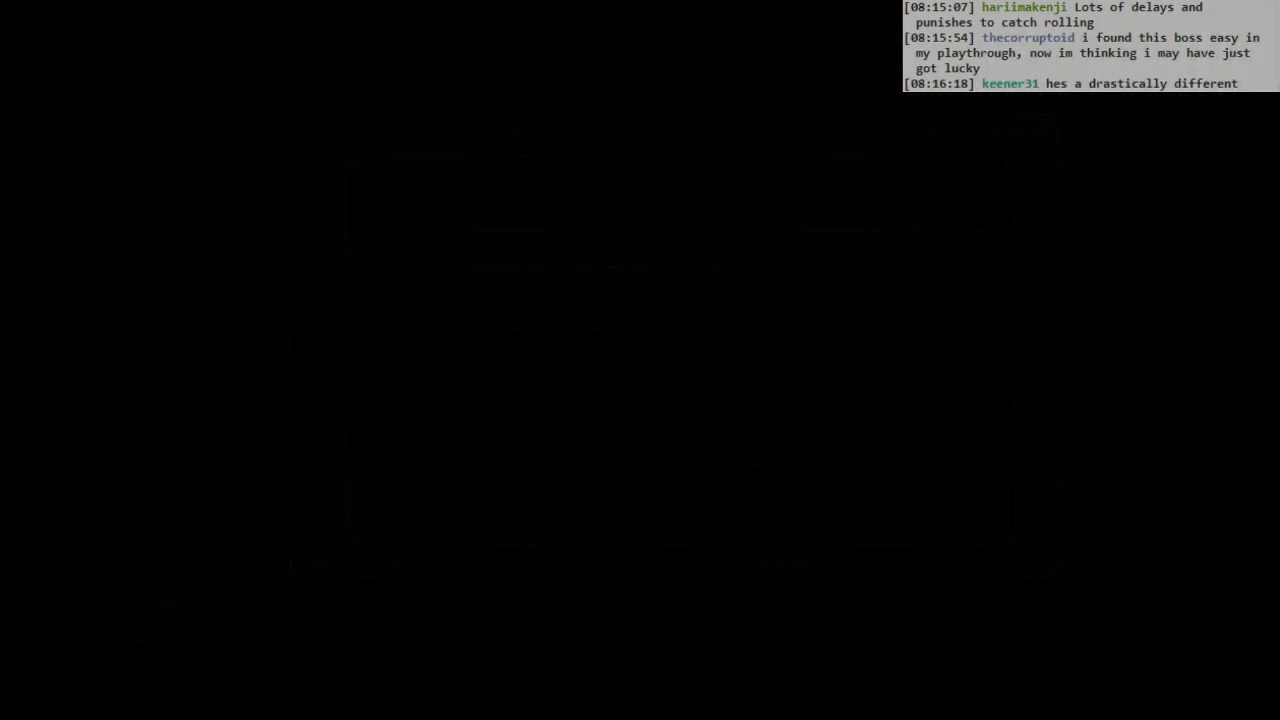 [08:15:07] hariimakenji Lots of delays and
punishes to catch rolling
[08:15:54] thecorruptoid i found this boss easy in
my playthrough, now im thinking i may have just
got lucky
[08:16:18] keener31 hes a drastically different